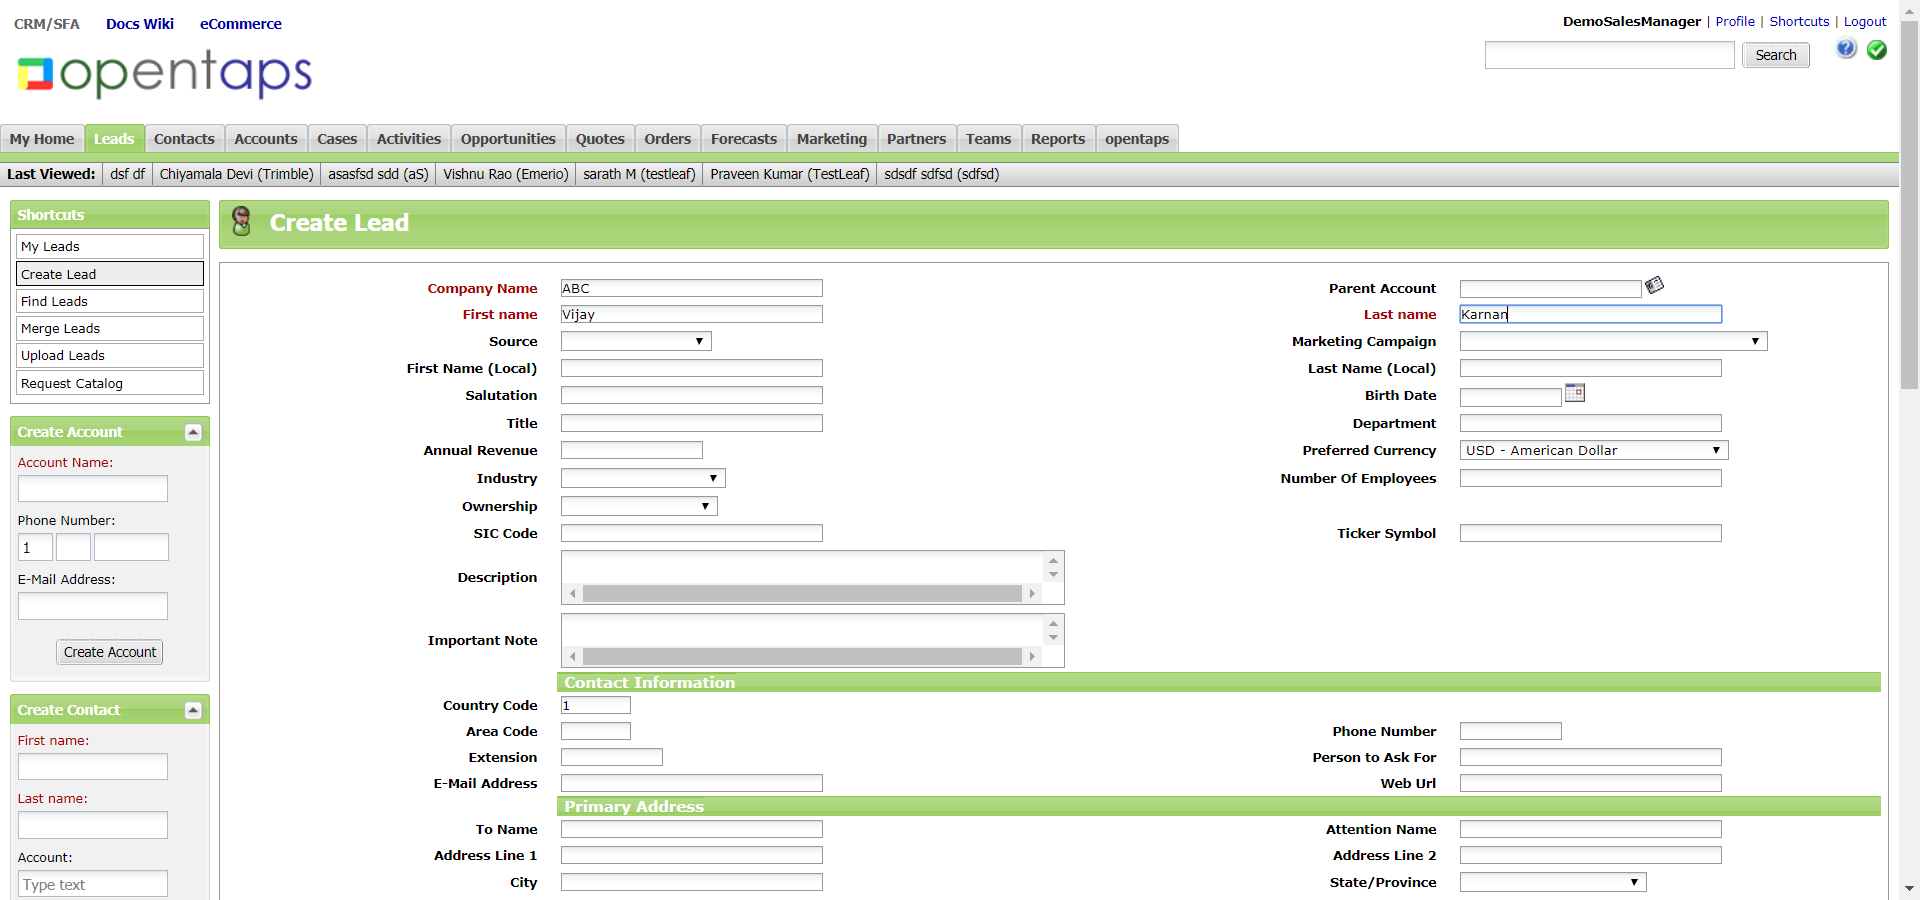 CRM/SFA Docs Wiki eCommerce
DemoSalesManager | Profile | Shortcuts | Logout
opentaps
Search
My Home Leads Contacts Accounts Cases Activities Opportunities Quotes Orders Forecasts Marketing Partners Teams Reports opentaps
Last Viewed: dsf df Chiyamala Devi (Trimble) asasfsd sdd (aS) Vishnu Rao (Emerio) sarath M (testleaf) Praveen Kumar (TestLeaf) sdsdf sdfsd (sdfsd)
Shortcuts
My Leads
Create Lead
Find Leads
Merge Leads
Upload Leads
Request Catalog
Create Account
Account Name:
Phone Number:
1
E-Mail Address:
Create Account
Create Contact
First name:
Last name:
Account:
Type text
Create Lead
Company Name ABC Parent Account
First name Vijay Last name Karnan
Source Marketing Campaign
First Name (Local) Last Name (Local)
Salutation Birth Date
Title Department
Annual Revenue Preferred Currency USD - American Dollar
Industry Number Of Employees
Ownership
SIC Code Ticker Symbol
Description
Important Note
Contact Information
Country Code 1
Area Code Phone Number
Extension Person to Ask For
E-Mail Address Web Url
Primary Address
To Name Attention Name
Address Line 1 Address Line 2
City State/Province